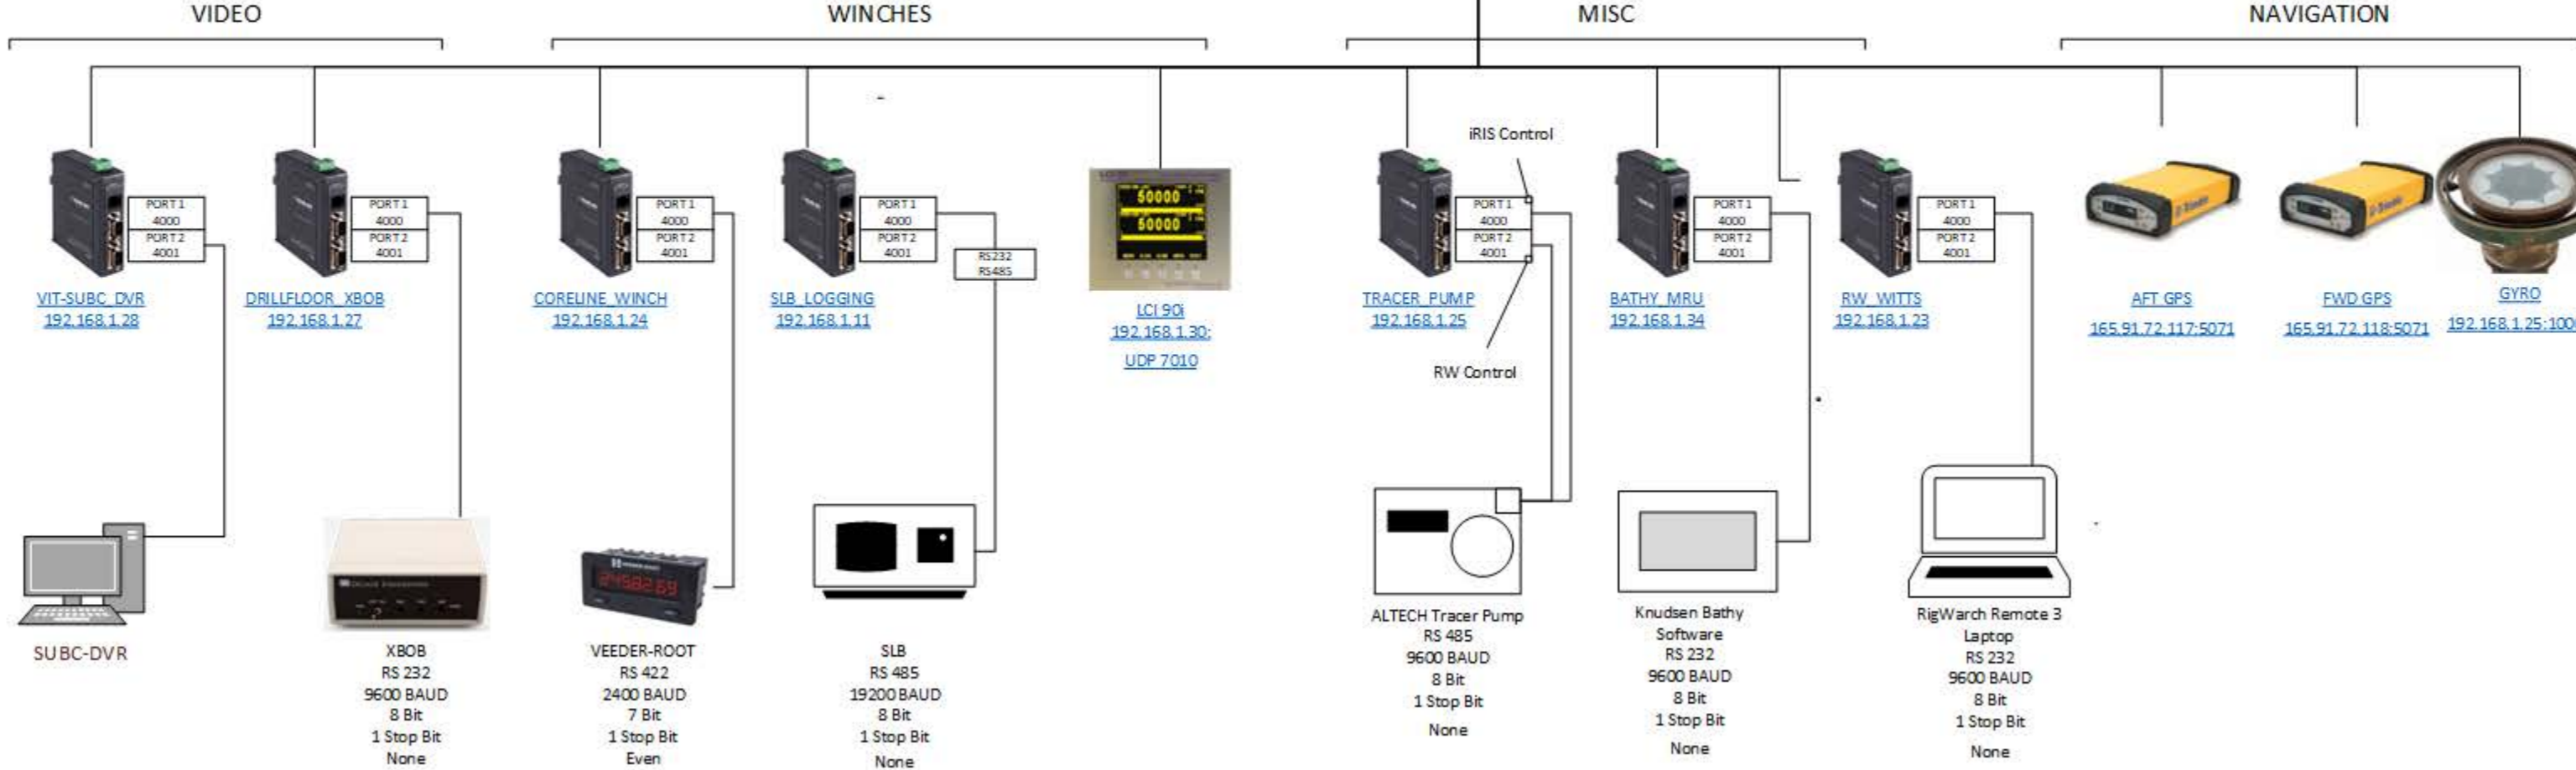 VIDEO
WINCHES
MISC
NAVIGATION
PORT 1
4000
PORT 2
4001
VIT-SUBC_DVR
192.168.1.28
SUBC-DVR
PORT 1
4000
PORT 2
4001
DRILLFLOOR_XBOB
192.168.1.27
XBOB
RS 232
9600 BAUD
8 Bit
1 Stop Bit
None
PORT 1
4000
PORT 2
4001
CORELINE_WINCH
192.168.1.24
VEEDER-ROOT
RS 422
2400 BAUD
7 Bit
1 Stop Bit
Even
PORT 1
4000
PORT 2
4001
RS232
RS485
SLB_LOGGING
192.168.1.11
SLB
RS 485
19200 BAUD
8 Bit
1 Stop Bit
None
50000
50000
LCI 90i
192.168.1.30:
UDP 7010
iRIS Control
PORT 1
4000
PORT 2
4001
TRACER_PUMP
192.168.1.25
RW Control
ALTECH Tracer Pump
RS 485
9600 BAUD
8 Bit
1 Stop Bit
None
PORT 1
4000
PORT 2
4001
BATHY_MRU
192.168.1.34
Knudsen Bathy
Software
RS 232
9600 BAUD
8 Bit
1 Stop Bit
None
PORT 1
4000
PORT 2
4001
RW_WITTS
192.168.1.23
RigWarch Remote 3
Laptop
RS 232
9600 BAUD
8 Bit
1 Stop Bit
None
AFT GPS
165.91.72.117:5071
FWD GPS
165.91.72.118:5071
GYRO
192.168.1.25:100